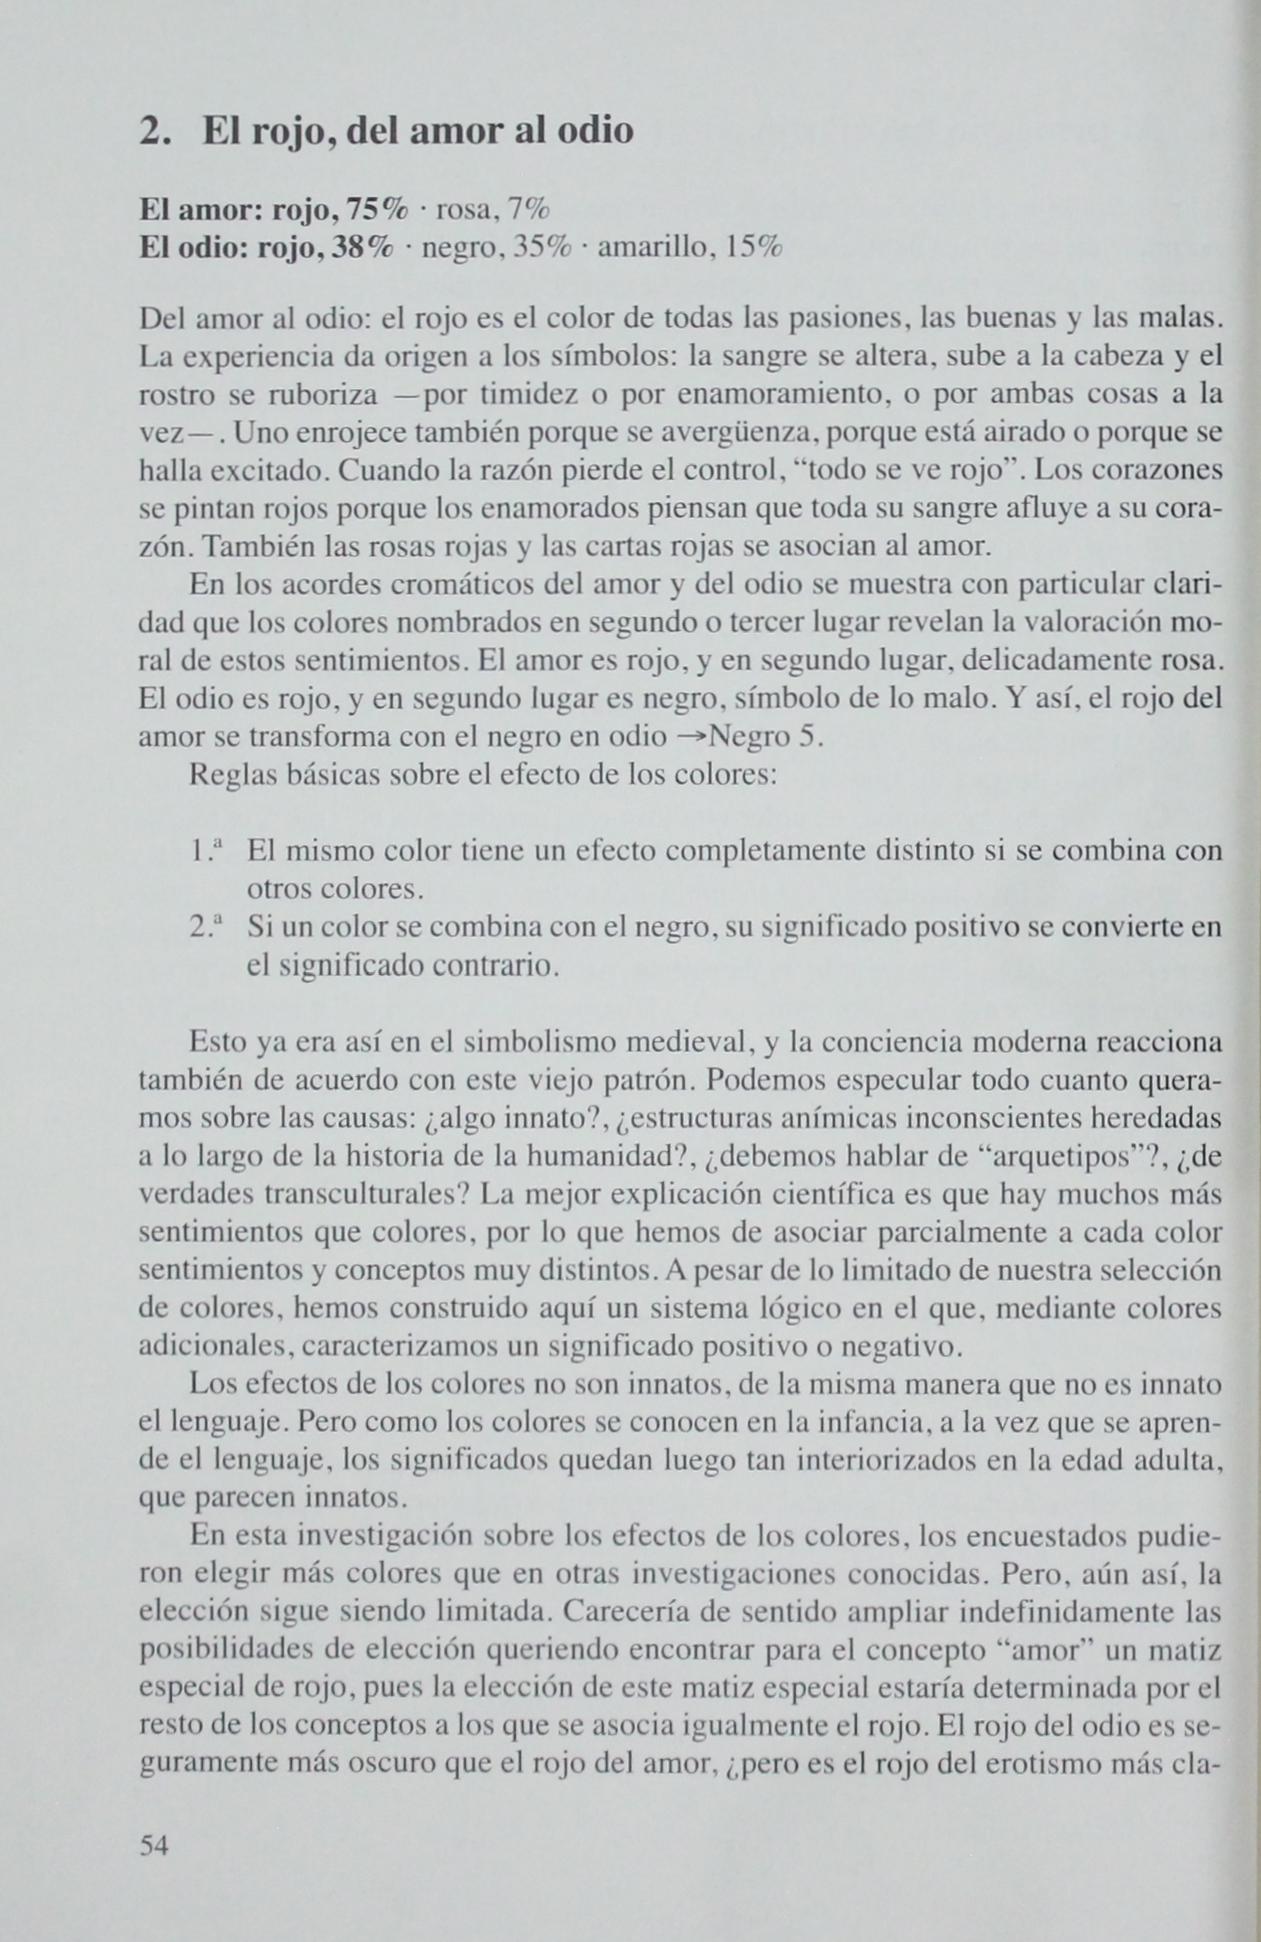 2. El rojo, del amor al odio
El amor: rojo, 75% · rosa, 7%
El odio: rojo, 38% · negro, 35% · amarillo, 15%
Del amor al odio: el rojo es el color de todas las pasiones, las buenas y las malas.
La experiencia da origen a los símbolos: la sangre se altera, sube a la cabeza y el
rostro se ruboriza —por timidez o por enamoramiento, o por ambas cosas a la
vez—. Uno enrojece también porque se avergüenza, porque está airado o porque se
halla excitado. Cuando la razón pierde el control, “todo se ve rojo”. Los corazones
se pintan rojos porque los enamorados piensan que toda su sangre afluye a su cora-
zón. También las rosas rojas y las cartas rojas se asocian al amor.
En los acordes cromáticos del amor y del odio se muestra con particular clari-
dad que los colores nombrados en segundo o tercer lugar revelan la valoración mo-
ral de estos sentimientos. El amor es rojo, y en segundo lugar, delicadamente rosa.
El odio es rojo, y en segundo lugar es negro, símbolo de lo malo. Y así, el rojo del
amor se transforma con el negro en odio →Negro 5.
Reglas básicas sobre el efecto de los colores:
1.ª El mismo color tiene un efecto completamente distinto si se combina con
otros colores.
2.ª Si un color se combina con el negro, su significado positivo se convierte en
el significado contrario.
Esto ya era así en el simbolismo medieval, y la conciencia moderna reacciona
también de acuerdo con este viejo patrón. Podemos especular todo cuanto quera-
mos sobre las causas: ¿algo innato?, ¿estructuras anímicas inconscientes heredadas
a lo largo de la historia de la humanidad?, ¿debemos hablar de “arquetipos”?, ¿de
verdades transculturales? La mejor explicación científica es que hay muchos más
sentimientos que colores, por lo que hemos de asociar parcialmente a cada color
sentimientos y conceptos muy distintos. A pesar de lo limitado de nuestra selección
de colores, hemos construido aquí un sistema lógico en el que, mediante colores
adicionales, caracterizamos un significado positivo o negativo.
Los efectos de los colores no son innatos, de la misma manera que no es innato
el lenguaje. Pero como los colores se conocen en la infancia, a la vez que se apren-
de el lenguaje, los significados quedan luego tan interiorizados en la edad adulta,
que parecen innatos.
En esta investigación sobre los efectos de los colores, los encuestados pudie-
ron elegir más colores que en otras investigaciones conocidas. Pero, aún así, la
elección sigue siendo limitada. Carecería de sentido ampliar indefinidamente las
posibilidades de elección queriendo encontrar para el concepto “amor” un matiz
especial de rojo, pues la elección de este matiz especial estaría determinada por el
resto de los conceptos a los que se asocia igualmente el rojo. El rojo del odio es se-
guramente más oscuro que el rojo del amor, ¿pero es el rojo del erotismo más cla-
54